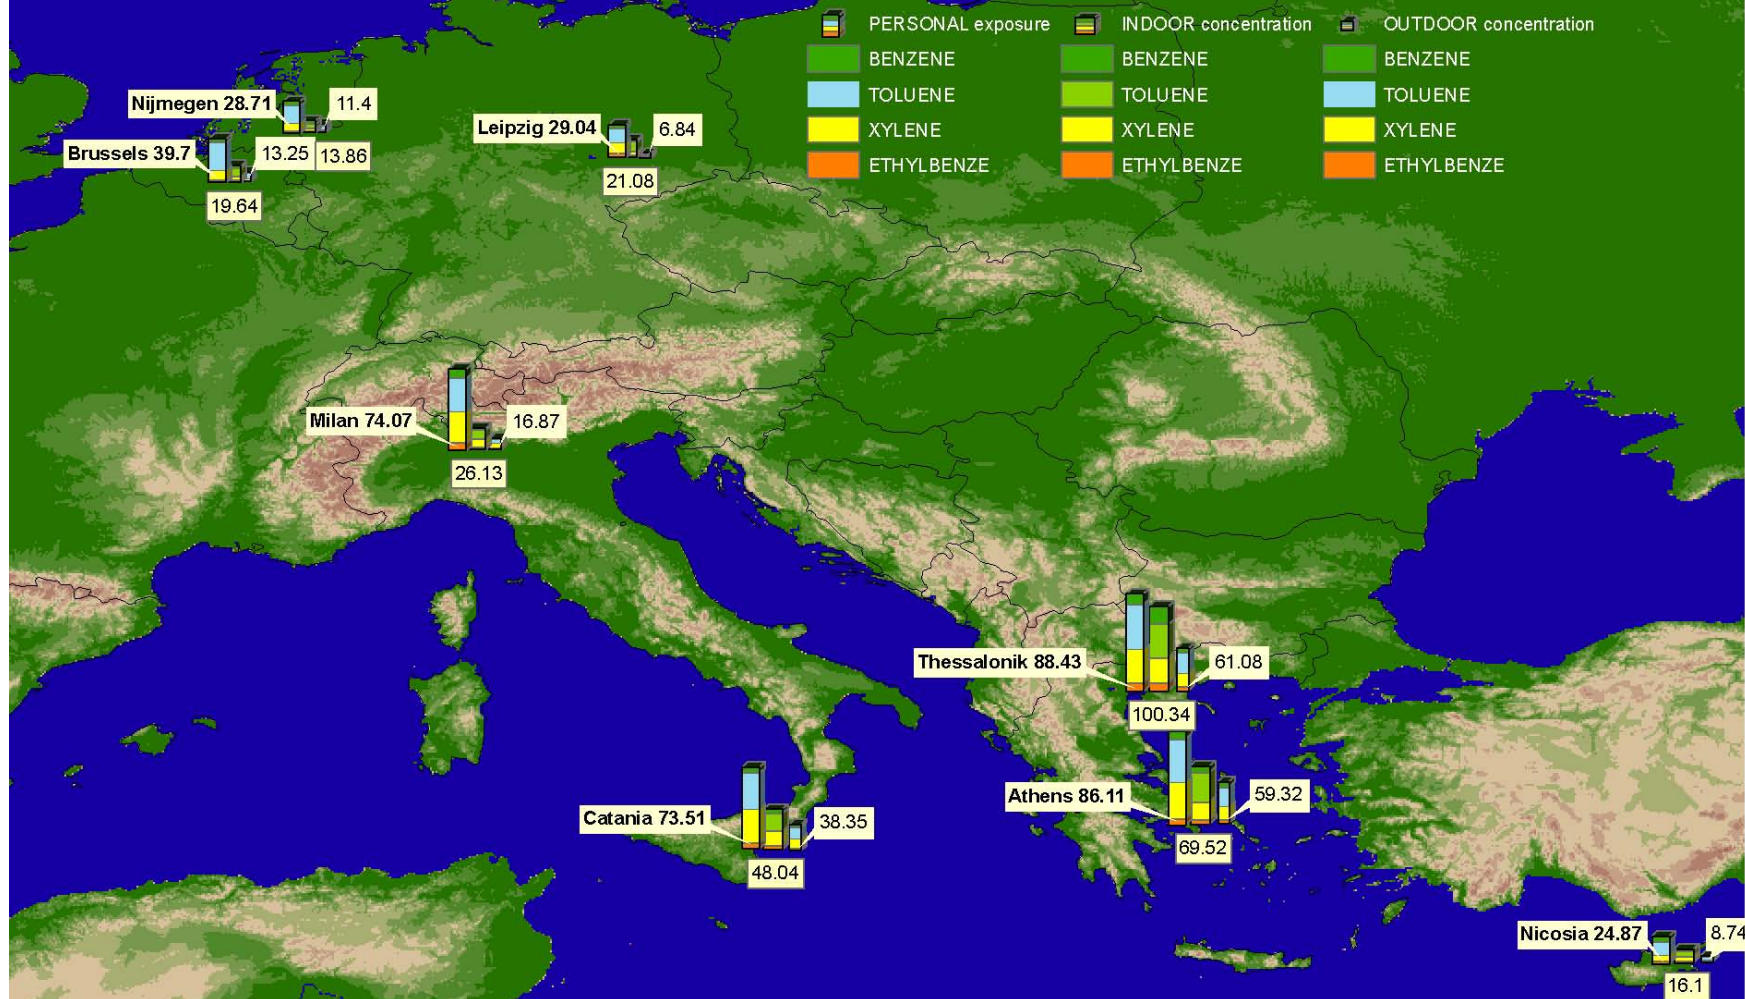 PERSONAL exposure INDOOR concentration OUTDOOR concentration
BENZENE BENZENE BENZENE
TOLUENE TOLUENE TOLUENE
XYLENE XYLENE XYLENE
ETHYLBENZE ETHYLBENZE ETHYLBENZE
Nijmegen 28.71 11.4
Leipzig 29.04 6.84
Brussels 39.7 13.25 13.86
21.08
19.64
Milan 74.07 16.87
26.13
Thessalonik 88.43 61.08
100.34
Athens 86.11 59.32
Catania 73.51 38.35
69.52
48.04
Nicosia 24.87 8.74
16.1